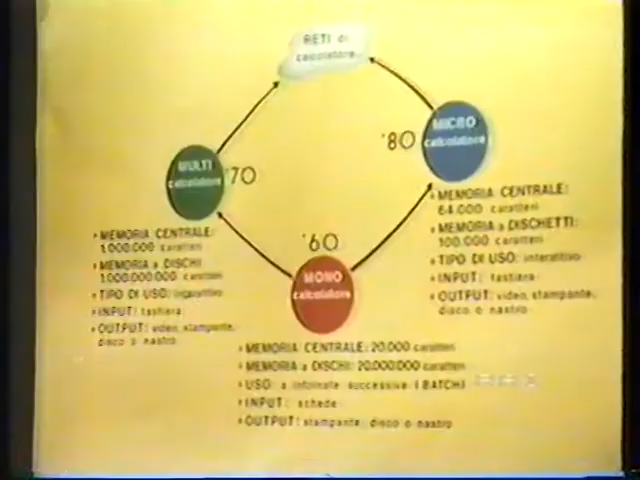 RETI di
calcolatore
MULTI
calcolatore
'70
MICRO
calcolatore
'80
MONO
calcolatore
'60
MEMORIA CENTRALE:
1.000.000 caratteri
MEMORIA a DISCHI
1.000.000.000 caratteri
TIPO DI USO: interattivo
INPUT: tastiera
OUTPUT: video, stampante,
disco o nastro
MEMORIA CENTRALE:
64.000 caratteri
MEMORIA a DISCHETTI:
100.000 caratteri
TIPO DI USO: interattivo
INPUT: tastiera
OUTPUT: video, stampante,
disco o nastro
MEMORIA CENTRALE: 20.000 caratteri
MEMORIA a DISCHI: 20.000.000 caratteri
USO: a infornate successive (BATCH)
INPUT: schede
OUTPUT: stampante, disco o nastro